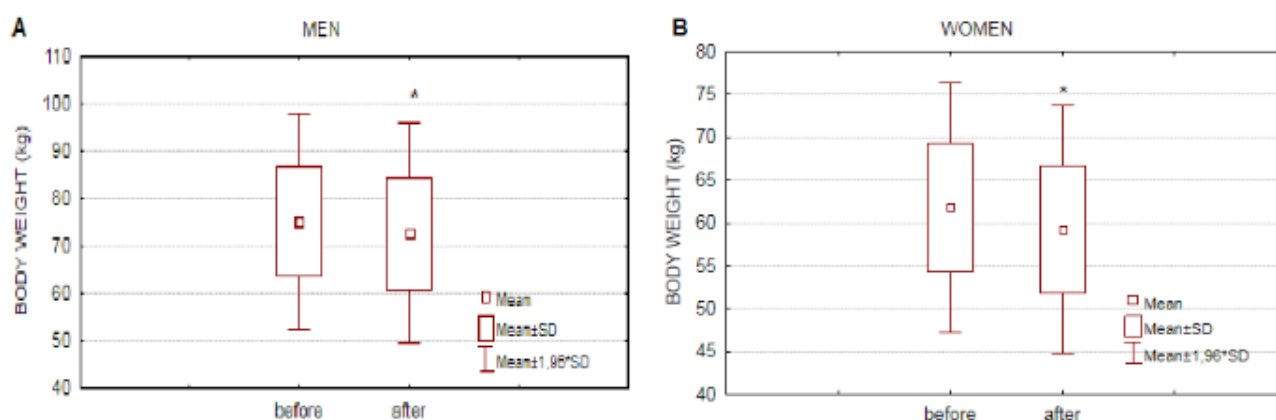 A
MEN
BODY WEIGHT (kg)
110
100
90
80
70
60
50
40
*
Mean
Mean±SD
Mean±1,96*SD
before after
B
WOMEN
BODY WEIGHT (kg)
80
75
70
65
60
55
50
45
40
*
Mean
Mean±SD
Mean±1,96*SD
before after